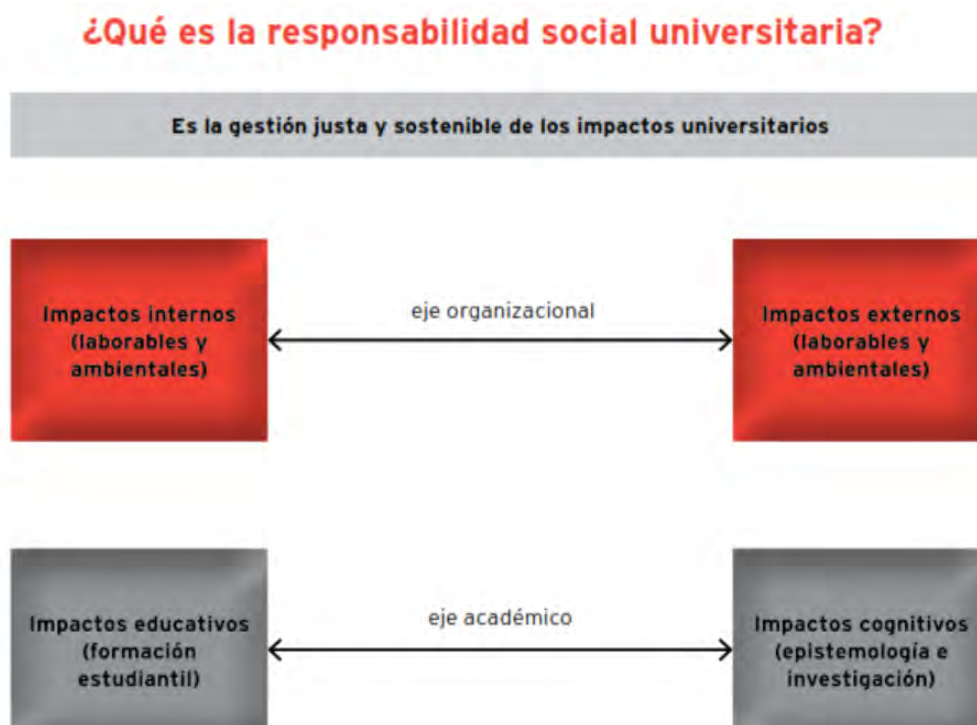 ¿Qué es la responsabilidad social universitaria?
Es la gestión justa y sostenible de los impactos universitarios
Impactos internos
(laborables y
ambientales)
eje organizacional
Impactos externos
(laborables y
ambientales)
Impactos educativos
(formación
estudiantil)
eje académico
Impactos cognitivos
(epistemología e
investigación)